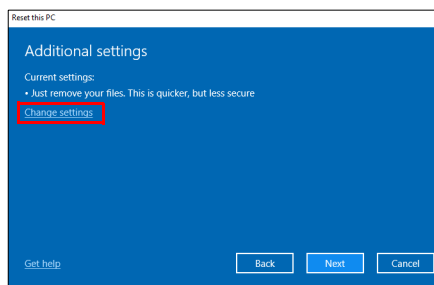 Reset this PC
Additional settings
Current settings:
• Just remove your files. This is quicker, but less secure
Change settings
Get help
Back
Next
Cancel